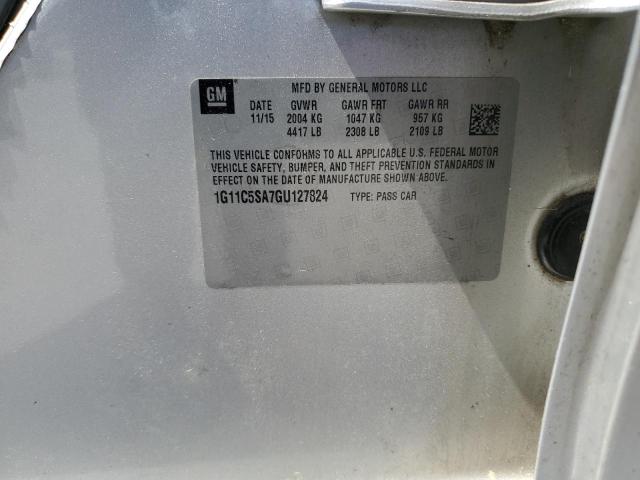 GM
MFD BY GENERAL MOTORS LLC
DATE GVWR GAWR FRT GAWR RR
11/15 2004 KG 1047 KG 957 KG
4417 LB 2308 LB 2109 LB
THIS VEHICLE CONFORMS TO ALL APPLICABLE U.S. FEDERAL MOTOR
VEHICLE SAFETY, BUMPER, AND THEFT PREVENTION STANDARDS IN
EFFECT ON THE DATE OF MANUFACTURE SHOWN ABOVE.
1G11C5SA7GU127824 TYPE: PASS CAR